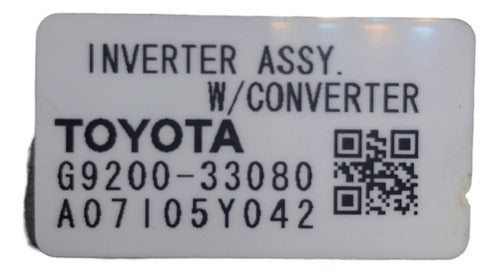 INVERTER ASSY.
W/CONVERTER
TOYOTA
G9200-33080
A07I05Y042